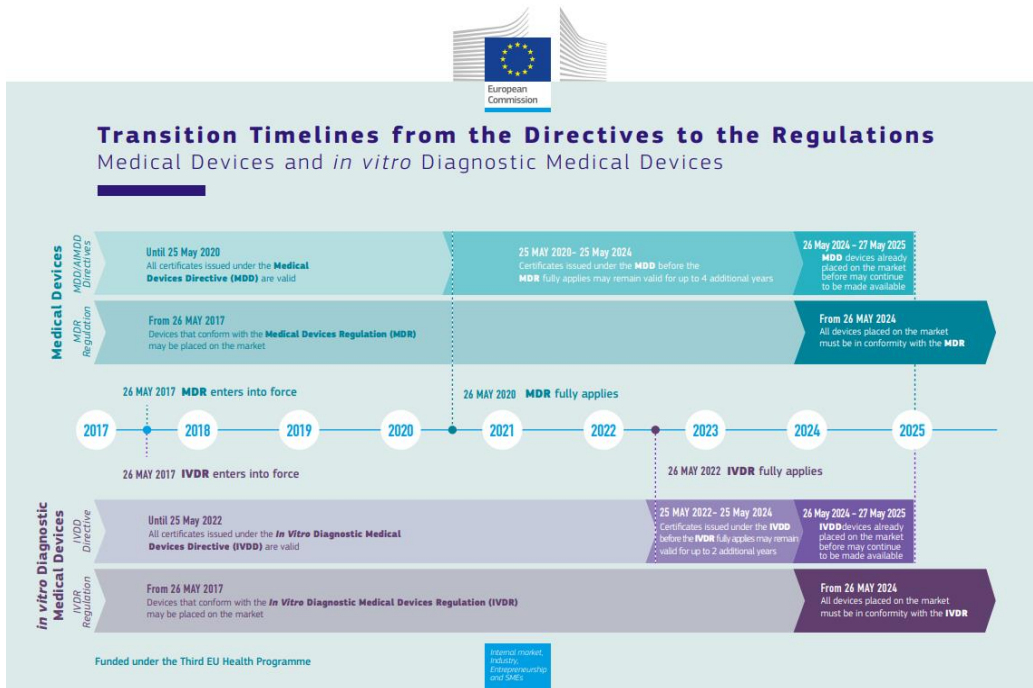 European
Commission
Transition Timelines from the Directives to the Regulations
Medical Devices and in vitro Diagnostic Medical Devices
Medical Devices
MDD/AIMDD
Directives
Until 25 May 2020
All certificates issued under the Medical
Devices Directive (MDD) are valid
25 MAY 2020- 25 May 2024
Certificates issued under the MDD before the
MDR fully applies may remain valid for up to 4 additional years
26 May 2024 - 27 May 2025
MDD devices already
placed on the market
before may continue
to be made available
MDR
Regulation
From 26 MAY 2017
Devices that conform with the Medical Devices Regulation (MDR)
may be placed on the market
From 26 MAY 2024
All devices placed on the market
must be in conformity with the MDR
26 MAY 2017 MDR enters into force
26 MAY 2020 MDR fully applies
2017
2018
2019
2020
2021
2022
2023
2024
2025
26 MAY 2017 IVDR enters into force
26 MAY 2022 IVDR fully applies
in vitro Diagnostic
Medical Devices
IVDD
Directive
Until 25 May 2022
All certificates issued under the In Vitro Diagnostic Medical
Devices Directive (IVDD) are valid
25 MAY 2022- 25 May 2024
Certificates issued under the IVDD
before the IVDR fully applies may remain
valid for up to 2 additional years
26 May 2024 - 27 May 2025
IVDDdevices already
placed on the market
before may continue
to be made available
IVDR
Regulation
From 26 MAY 2017
Devices that conform with the In Vitro Diagnostic Medical Devices Regulation (IVDR)
may be placed on the market
From 26 MAY 2024
All devices placed on the market
must be in conformity with the IVDR
Funded under the Third EU Health Programme
Internal market,
Industry,
Entrepreneurship
and SMEs